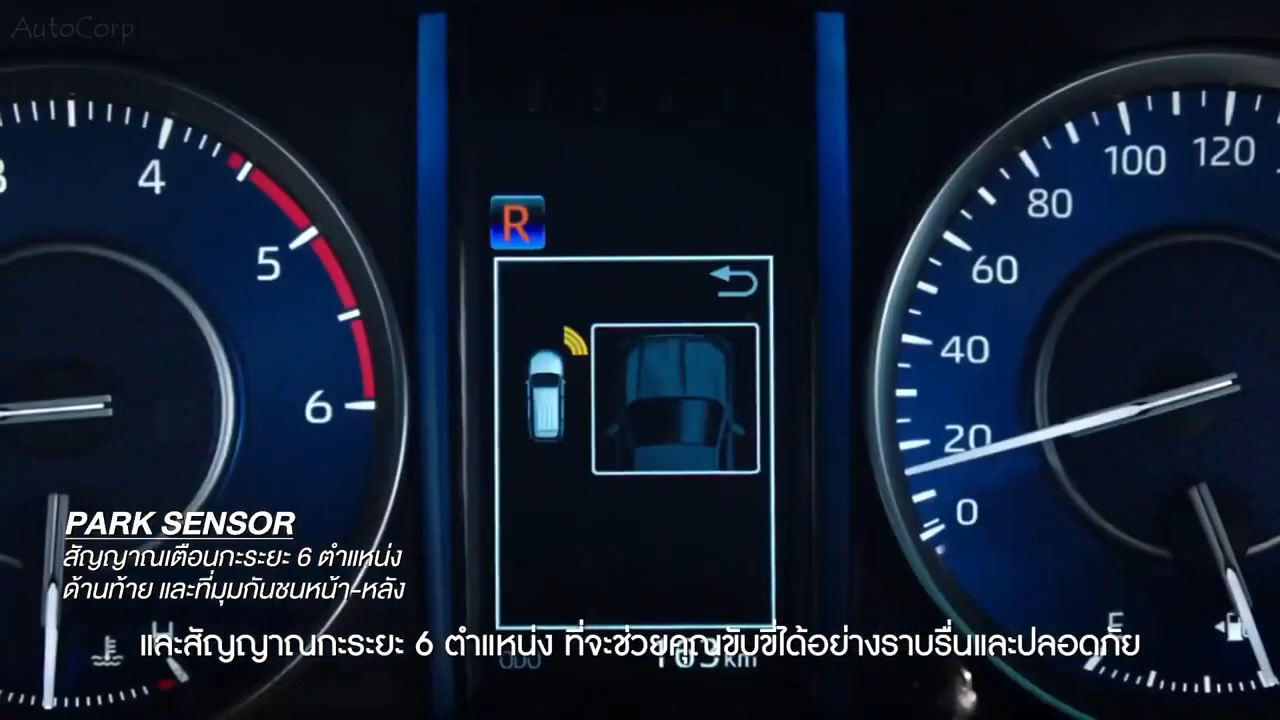 AutoCorp
3
4
5
6
R
0
20
40
60
80
100
120
PARK SENSOR
สัญญาณเตือนกะระยะ 6 ตำแหน่ง
ด้านท้าย และที่มุมกันชนหน้า-หลัง
และสัญญาณกะระยะ 6 ตำแหน่ง ที่จะช่วยคุณขับขี่ได้อย่างราบรื่นและปลอดภัย
H
F
ODO km